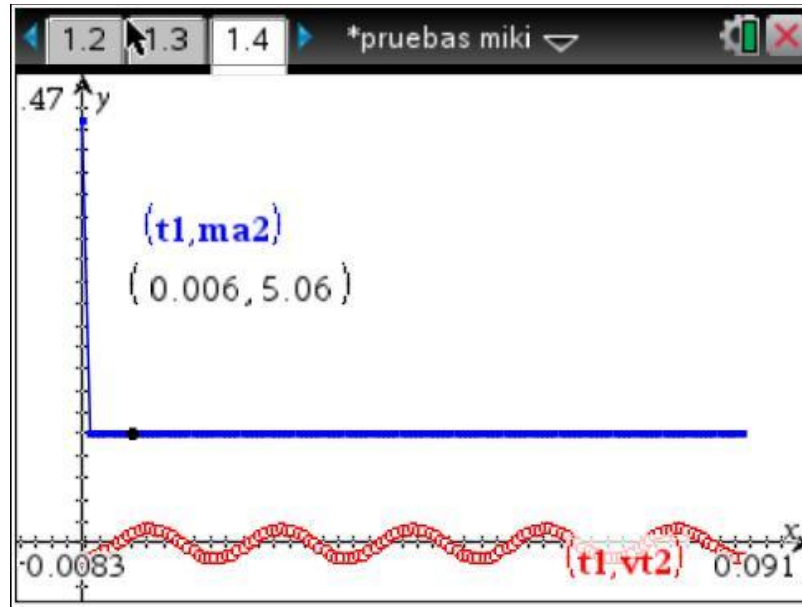 1.2 1.3 1.4 *pruebas miki
.47 y
(t1,ma2)
(0.006,5.06)
x
-0.0083 (t1,vt2) 0.091